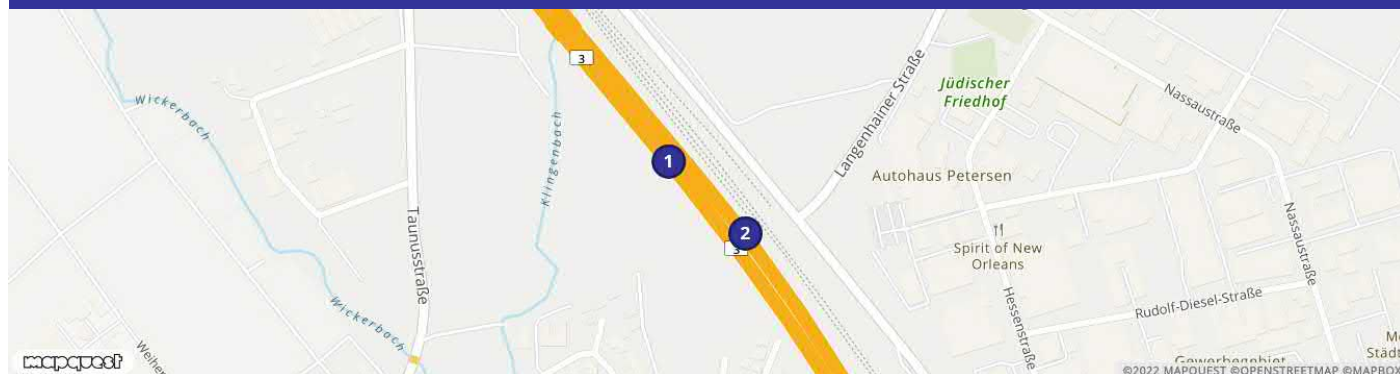 3
Jüdischer
Friedhof
Nassaustraße
Wickerbach
Klingenbach
Langenhainer Straße
1
Autohaus Petersen
Taunusstraße
2
3
Spirit of New
Orleans
Nassaustraße
Wickerbach
Hessenstraße
Rudolf-Diesel-Straße
mapquest
Gewerbegebiet
©2022 MAPQUEST ©OPENSTREETMAP ©MAPBOX